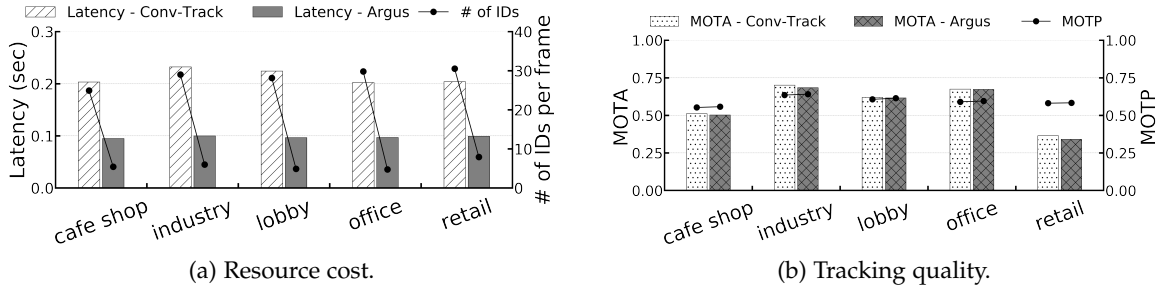 Latency - Conv-Track Latency - Argus # of IDs
0.3
0.2
0.1
0.0
Latency (sec)
40
30
20
10
0
# of IDs per frame
cafe shop industry lobby office retail
(a) Resource cost.
MOTA - Conv-Track MOTA - Argus MOTP
1.00
0.75
0.50
0.25
0.00
MOTA
1.00
0.75
0.50
0.25
0.00
MOTP
cafe shop industry lobby office retail
(b) Tracking quality.